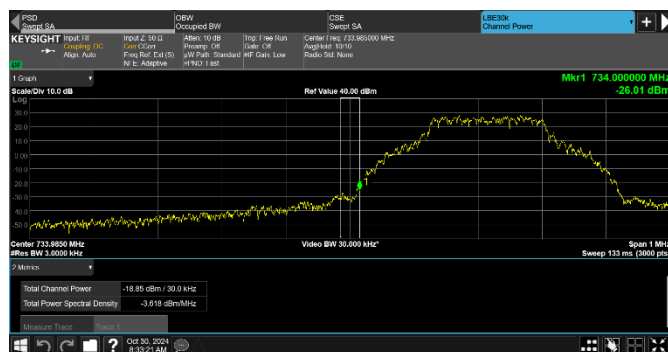 PSD
Swept SA
OBW
Occupied BW
CSE
Swept SA
LBE30k
Channel Power
KEYSIGHT
Input: RF
Coupling: DC
Align: Auto
Input Z: 50 Ω
Corr CCorr
Freq Ref: Ext (S)
NFE: Adaptive
Atten: 10 dB
Preamp: Off
µW Path: Standard
#PNO: Fast
Trig: Free Run
Gate: Off
#IF Gain: Low
Center Freq: 733.985000 MHz
Avg|Hold: 10/10
Radio Std: None
1 Graph
Scale/Div 10.0 dB
Ref Value 40.00 dBm
Mkr1 734.000000 MHz
-26.01 dBm
Log
30.0
20.0
10.0
0.00
-10.0
-20.0
-30.0
-40.0
-50.0
Center 733.9850 MHz
#Res BW 3.0000 kHz
Video BW 30.000 kHz*
Span 1 MHz
Sweep 133 ms (3000 pts)
2 Metrics
Total Channel Power
-18.85 dBm / 30.0 kHz
Total Power Spectral Density
-3.618 dBm/MHz
Measure Trace
Trace 1
?
Oct 30, 2024
8:33:21 AM